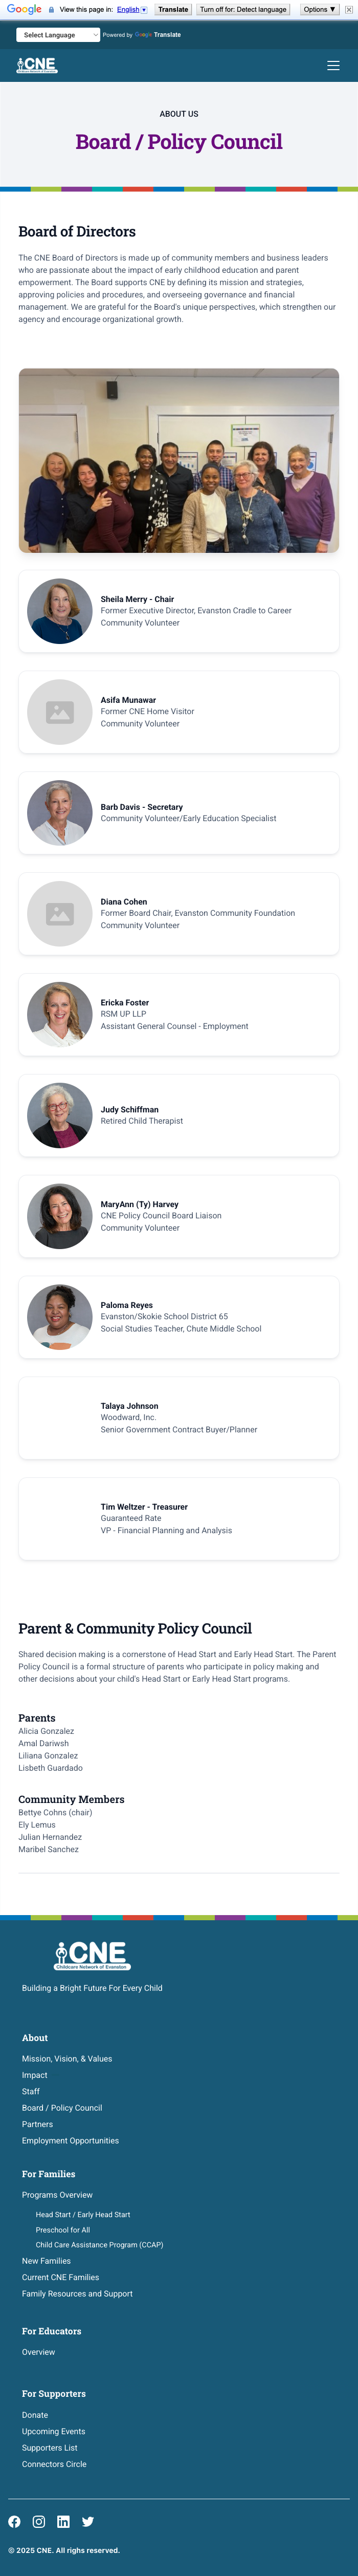 Google View this page in: English Translate Turn off for: Detect language Options ▼
Select Language Powered by Google Translate
CNE
ABOUT US
Board / Policy Council
Board of Directors
The CNE Board of Directors is made up of community members and business leaders
who are passionate about the impact of early childhood education and parent
empowerment. The Board supports CNE by defining its mission and strategies,
approving policies and procedures, and overseeing governance and financial
management. We are grateful for the Board's unique perspectives, which strengthen our
agency and encourage organizational growth.
Sheila Merry - Chair
Former Executive Director, Evanston Cradle to Career
Community Volunteer
Asifa Munawar
Former CNE Home Visitor
Community Volunteer
Barb Davis - Secretary
Community Volunteer/Early Education Specialist
Diana Cohen
Former Board Chair, Evanston Community Foundation
Community Volunteer
Ericka Foster
RSM UP LLP
Assistant General Counsel - Employment
Judy Schiffman
Retired Child Therapist
MaryAnn (Ty) Harvey
CNE Policy Council Board Liaison
Community Volunteer
Paloma Reyes
Evanston/Skokie School District 65
Social Studies Teacher, Chute Middle School
Talaya Johnson
Woodward, Inc.
Senior Government Contract Buyer/Planner
Tim Weltzer - Treasurer
Guaranteed Rate
VP - Financial Planning and Analysis
Parent & Community Policy Council
Shared decision making is a cornerstone of Head Start and Early Head Start. The Parent
Policy Council is a formal structure of parents who participate in policy making and
other decisions about your child's Head Start or Early Head Start programs.
Parents
Alicia Gonzalez
Amal Dariwsh
Liliana Gonzalez
Lisbeth Guardado
Community Members
Bettye Cohns (chair)
Ely Lemus
Julian Hernandez
Maribel Sanchez
CNE
Childcare Network of Evanston
Building a Bright Future For Every Child
About
Mission, Vision, & Values
Impact
Staff
Board / Policy Council
Partners
Employment Opportunities
For Families
Programs Overview
Head Start / Early Head Start
Preschool for All
Child Care Assistance Program (CCAP)
New Families
Current CNE Families
Family Resources and Support
For Educators
Overview
For Supporters
Donate
Upcoming Events
Supporters List
Connectors Circle
© 2025 CNE. All righs reserved.